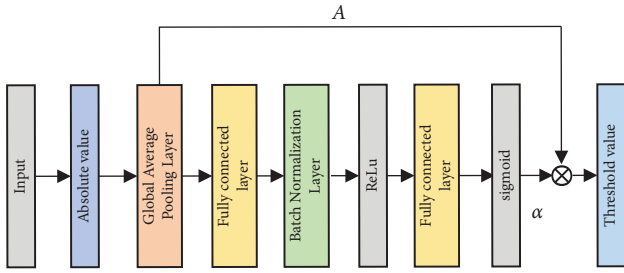 A
Input
Absolute value
Global Average
Pooling Layer
Fully connected
layer
Batch Normalization
Layer
ReLu
Fully connected
layer
sigmoid
α
Threshold value